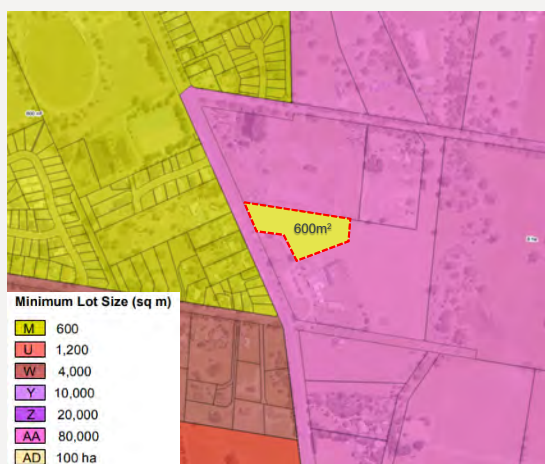 600m²
Minimum Lot Size (sq m)
M 600
U 1,200
W 4,000
Y 10,000
Z 20,000
AA 80,000
AD 100 ha